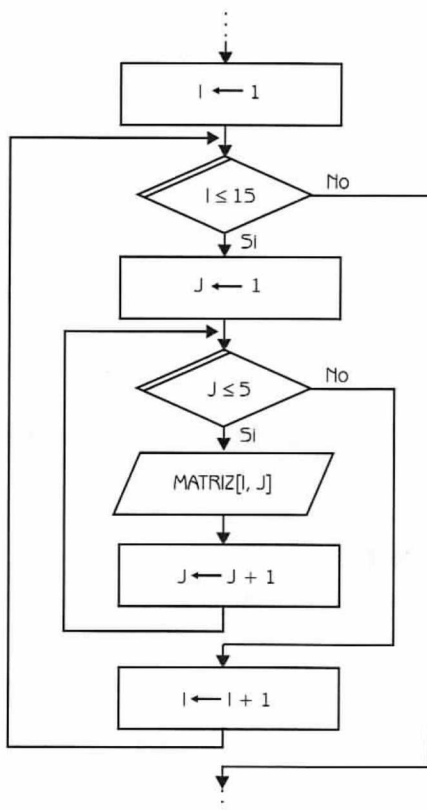 I ← 1
I ≤ 15
No
Si
J ← 1
J ≤ 5
No
Si
MATRIZ[I, J]
J ← J + 1
I ← I + 1